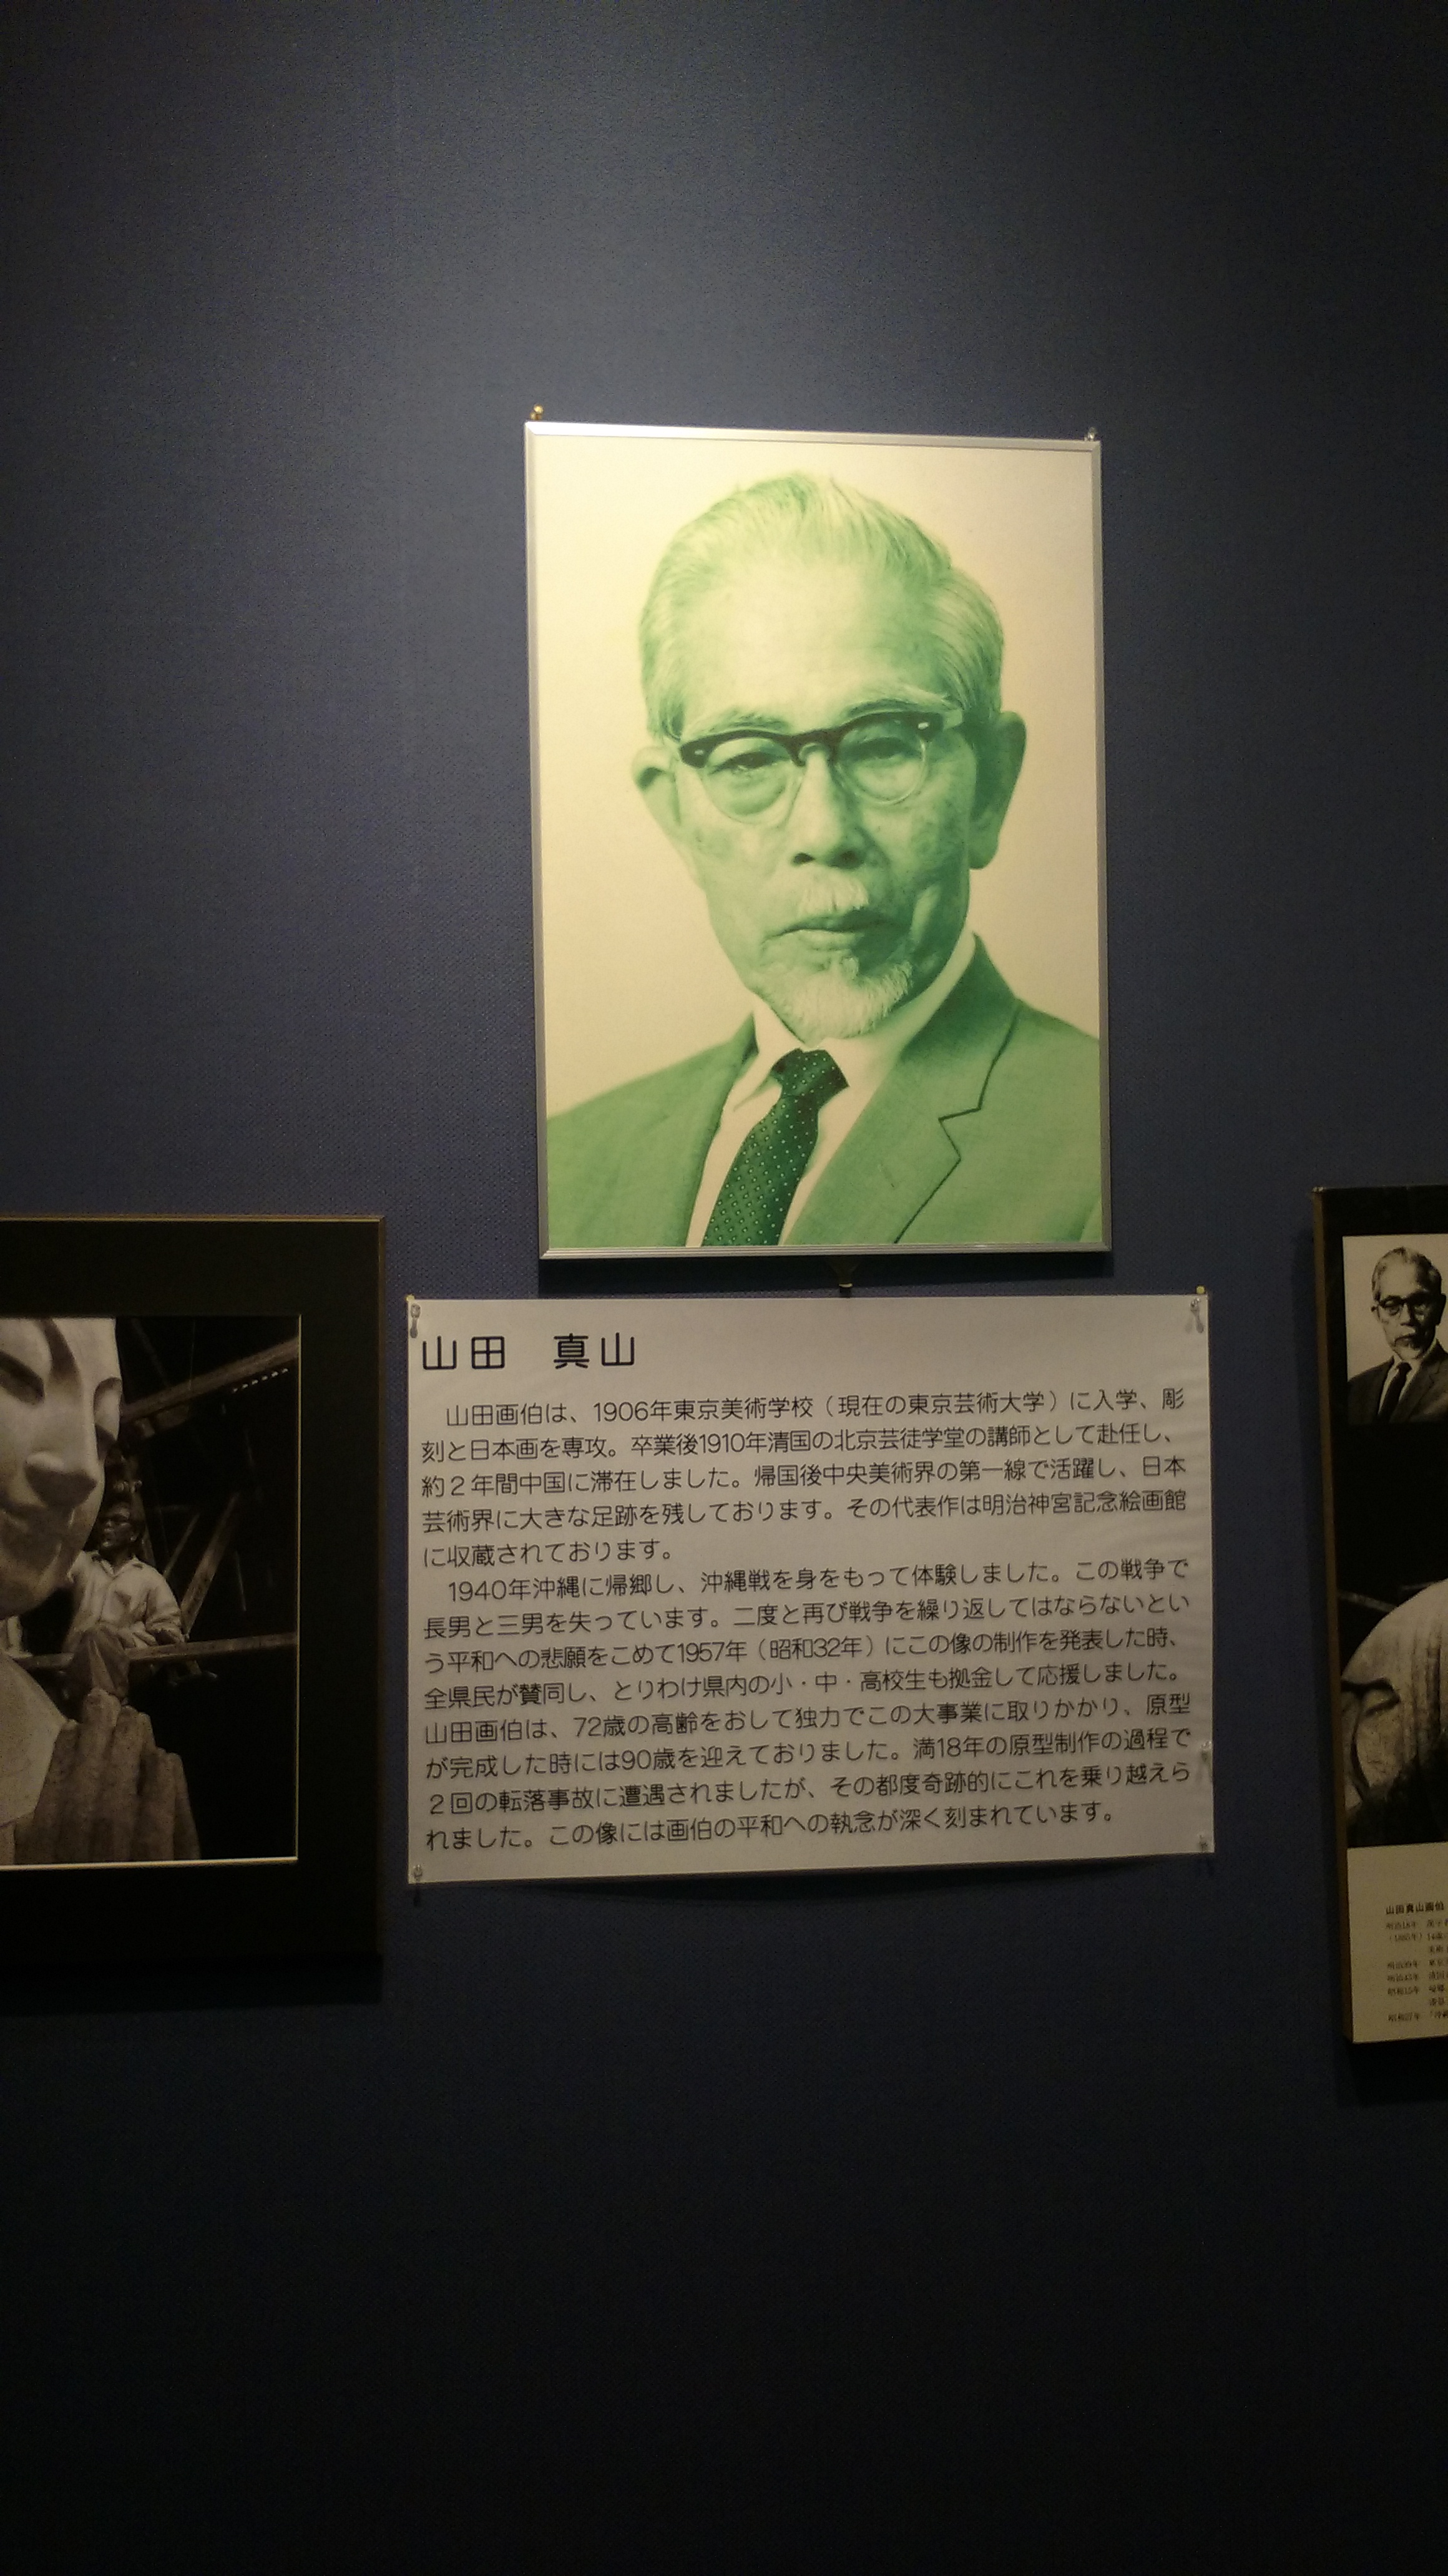 山田 真山
山田画伯は、1906年東京美術学校（現在の東京芸術大学）に入学、彫
刻と日本画を専攻。卒業後1910年清国の北京芸徒学堂の講師として赴任し、
約２年間中国に滞在しました。帰国後中央美術界の第一線で活躍し、日本
芸術界に大きな足跡を残しております。その代表作は明治神宮記念絵画館
に収蔵されております。
1940年沖縄に帰郷し、沖縄戦を身をもって体験しました。この戦争で
長男と三男を失っています。二度と再び戦争を繰り返してはならないとい
う平和への悲願をこめて1957年（昭和32年）にこの像の制作を発表した時、
全県民が賛同し、とりわけ県内の小・中・高校生も拠金して応援しました。
山田画伯は、72歳の高齢をおして独力でこの大事業に取りかかり、原型
が完成した時には90歳を迎えておりました。満18年の原型制作の過程で
２回の転落事故に遭遇されましたが、その都度奇跡的にこれを乗り越えら
れました。この像には画伯の平和への執念が深く刻まれています。
山田真山画伯